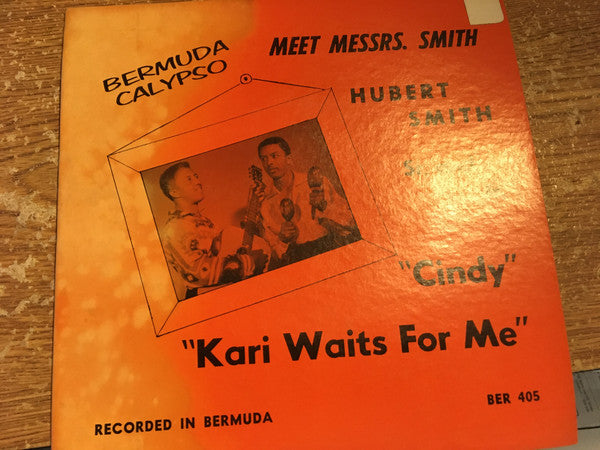 BERMUDA
CALYPSO
MEET MESSRS. SMITH
HUBERT
SMITH
"Cindy"
"Kari Waits For Me"
RECORDED IN BERMUDA
BER 405